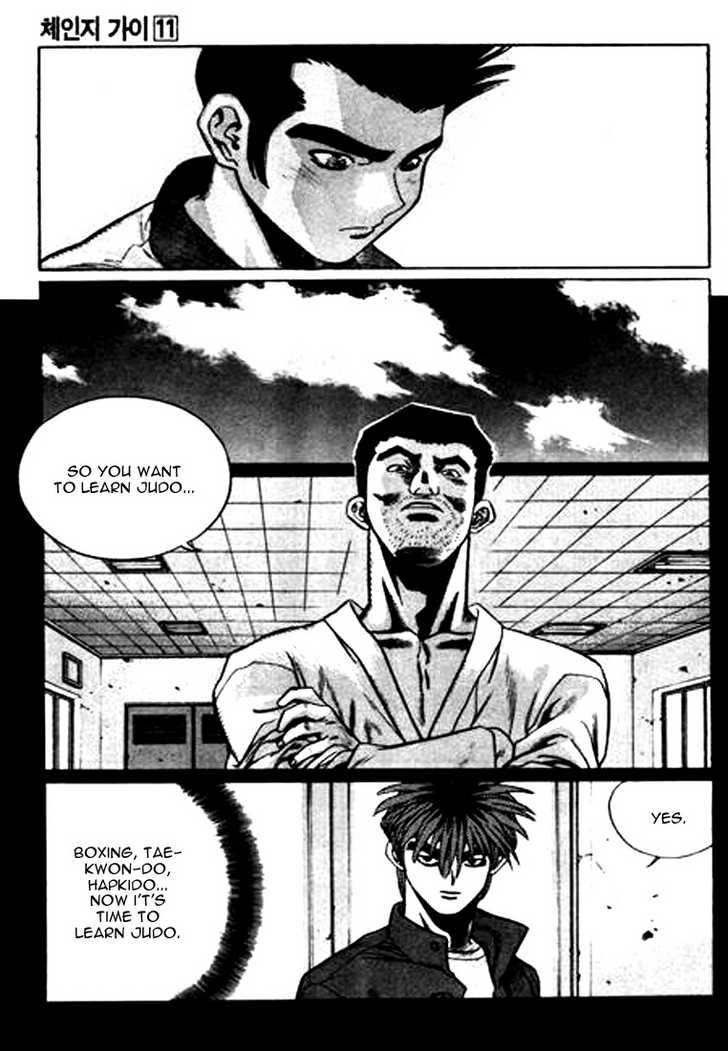 체인지 가이 11
SO YOU WANT
TO LEARN JUDO...
YES.
BOXING, TAE-
KWON-DO,
HAPKIDO...
NOW I'T'S
TIME TO
LEARN JUDO.